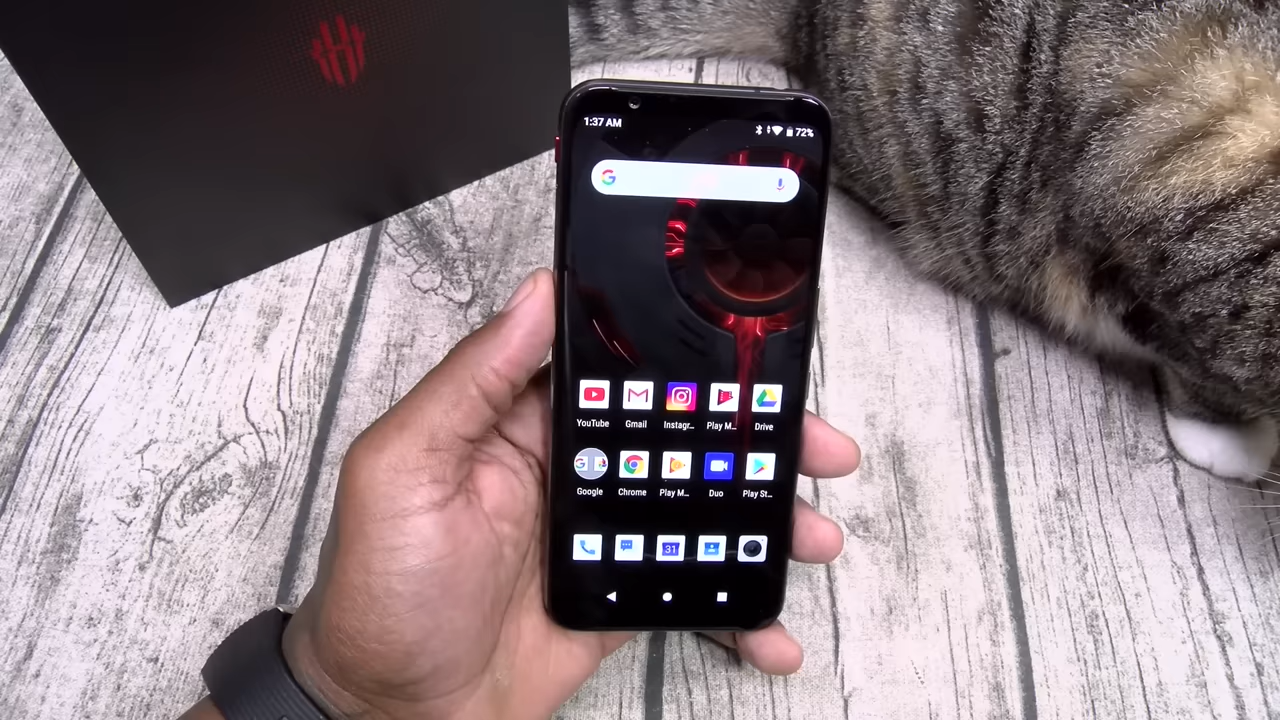 1:37 AM 72%
G
YouTube Gmail Instagr... Play M... Drive
G
Google Chrome Play M... Duo Play St...
31